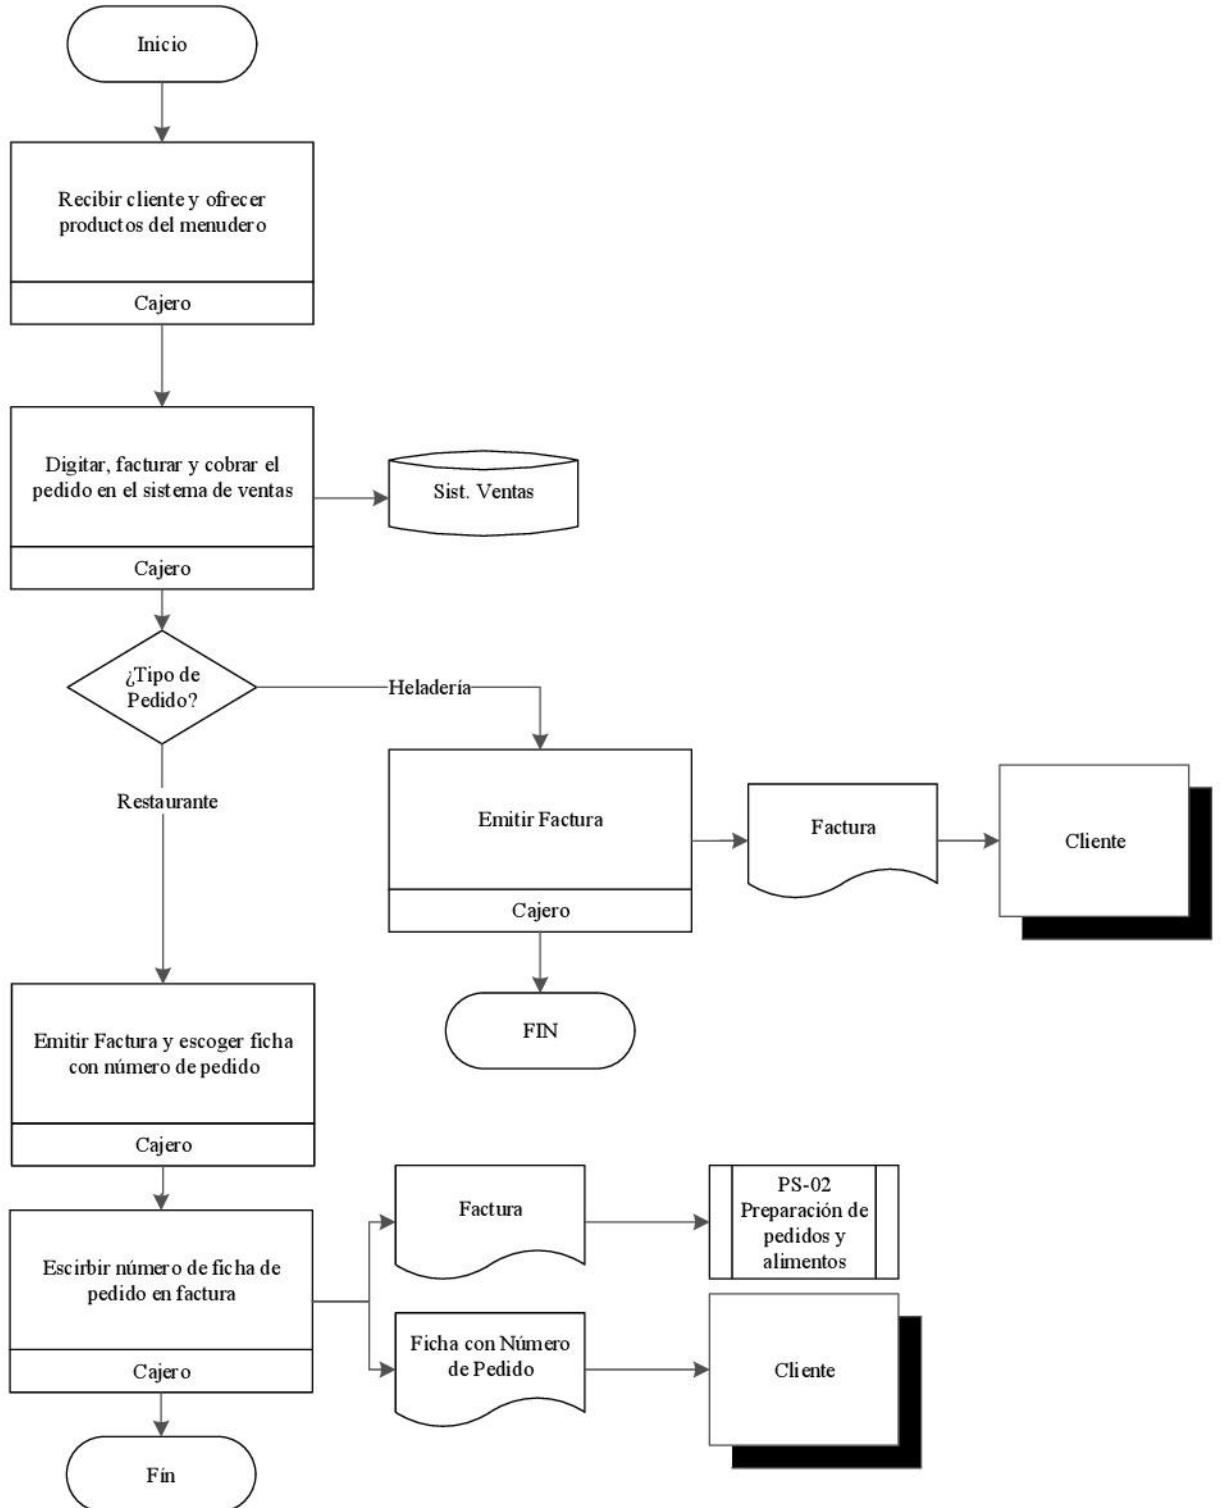 Inicio
Recibir cliente y ofrecer
productos del menudero
Cajero
Digitar, facturar y cobrar el
pedido en el sistema de ventas
Cajero
Sist. Ventas
¿Tipo de
Pedido?
Heladería
Restaurante
Emitir Factura
Cajero
Factura
Cliente
FIN
Emitir Factura y escoger ficha
con número de pedido
Cajero
Escirbir número de ficha de
pedido en factura
Cajero
Factura
PS-02
Preparación de
pedidos y
alimentos
Ficha con Número
de Pedido
Cliente
Fín